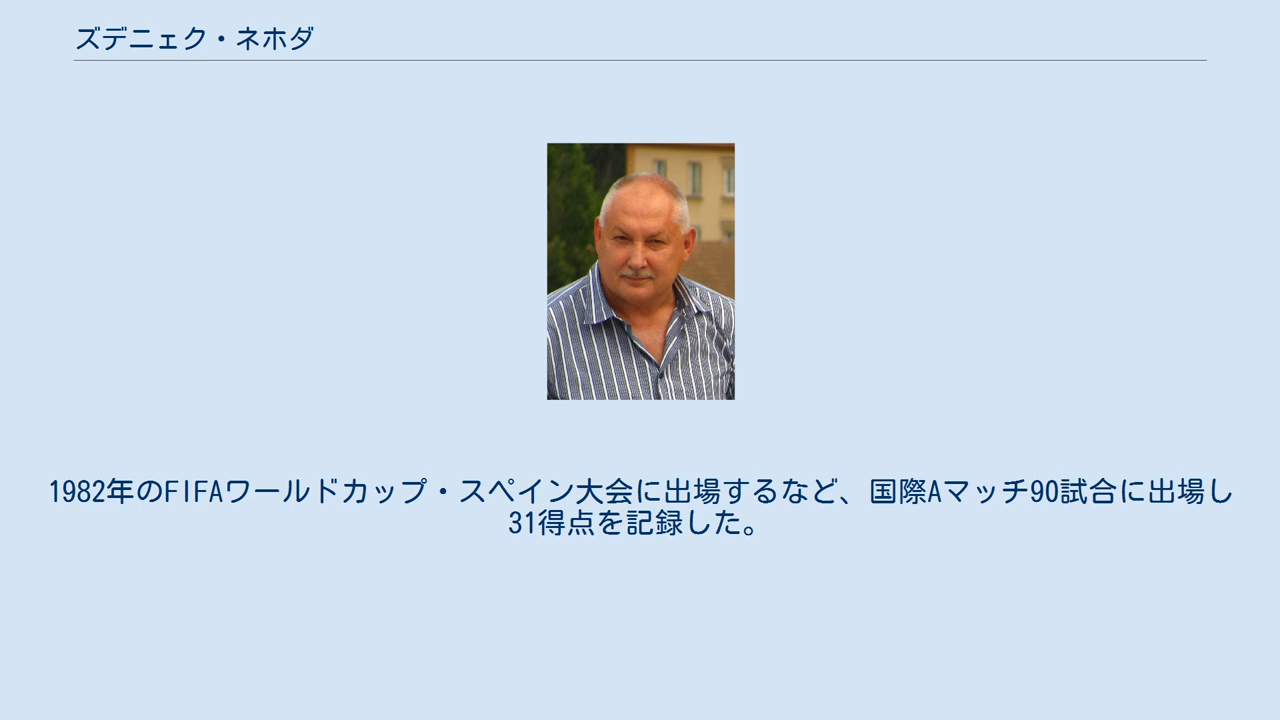 ズデニェク・ネホダ
1982年のFIFAワールドカップ・スペイン大会に出場するなど、国際Aマッチ90試合に出場し
31得点を記録した。